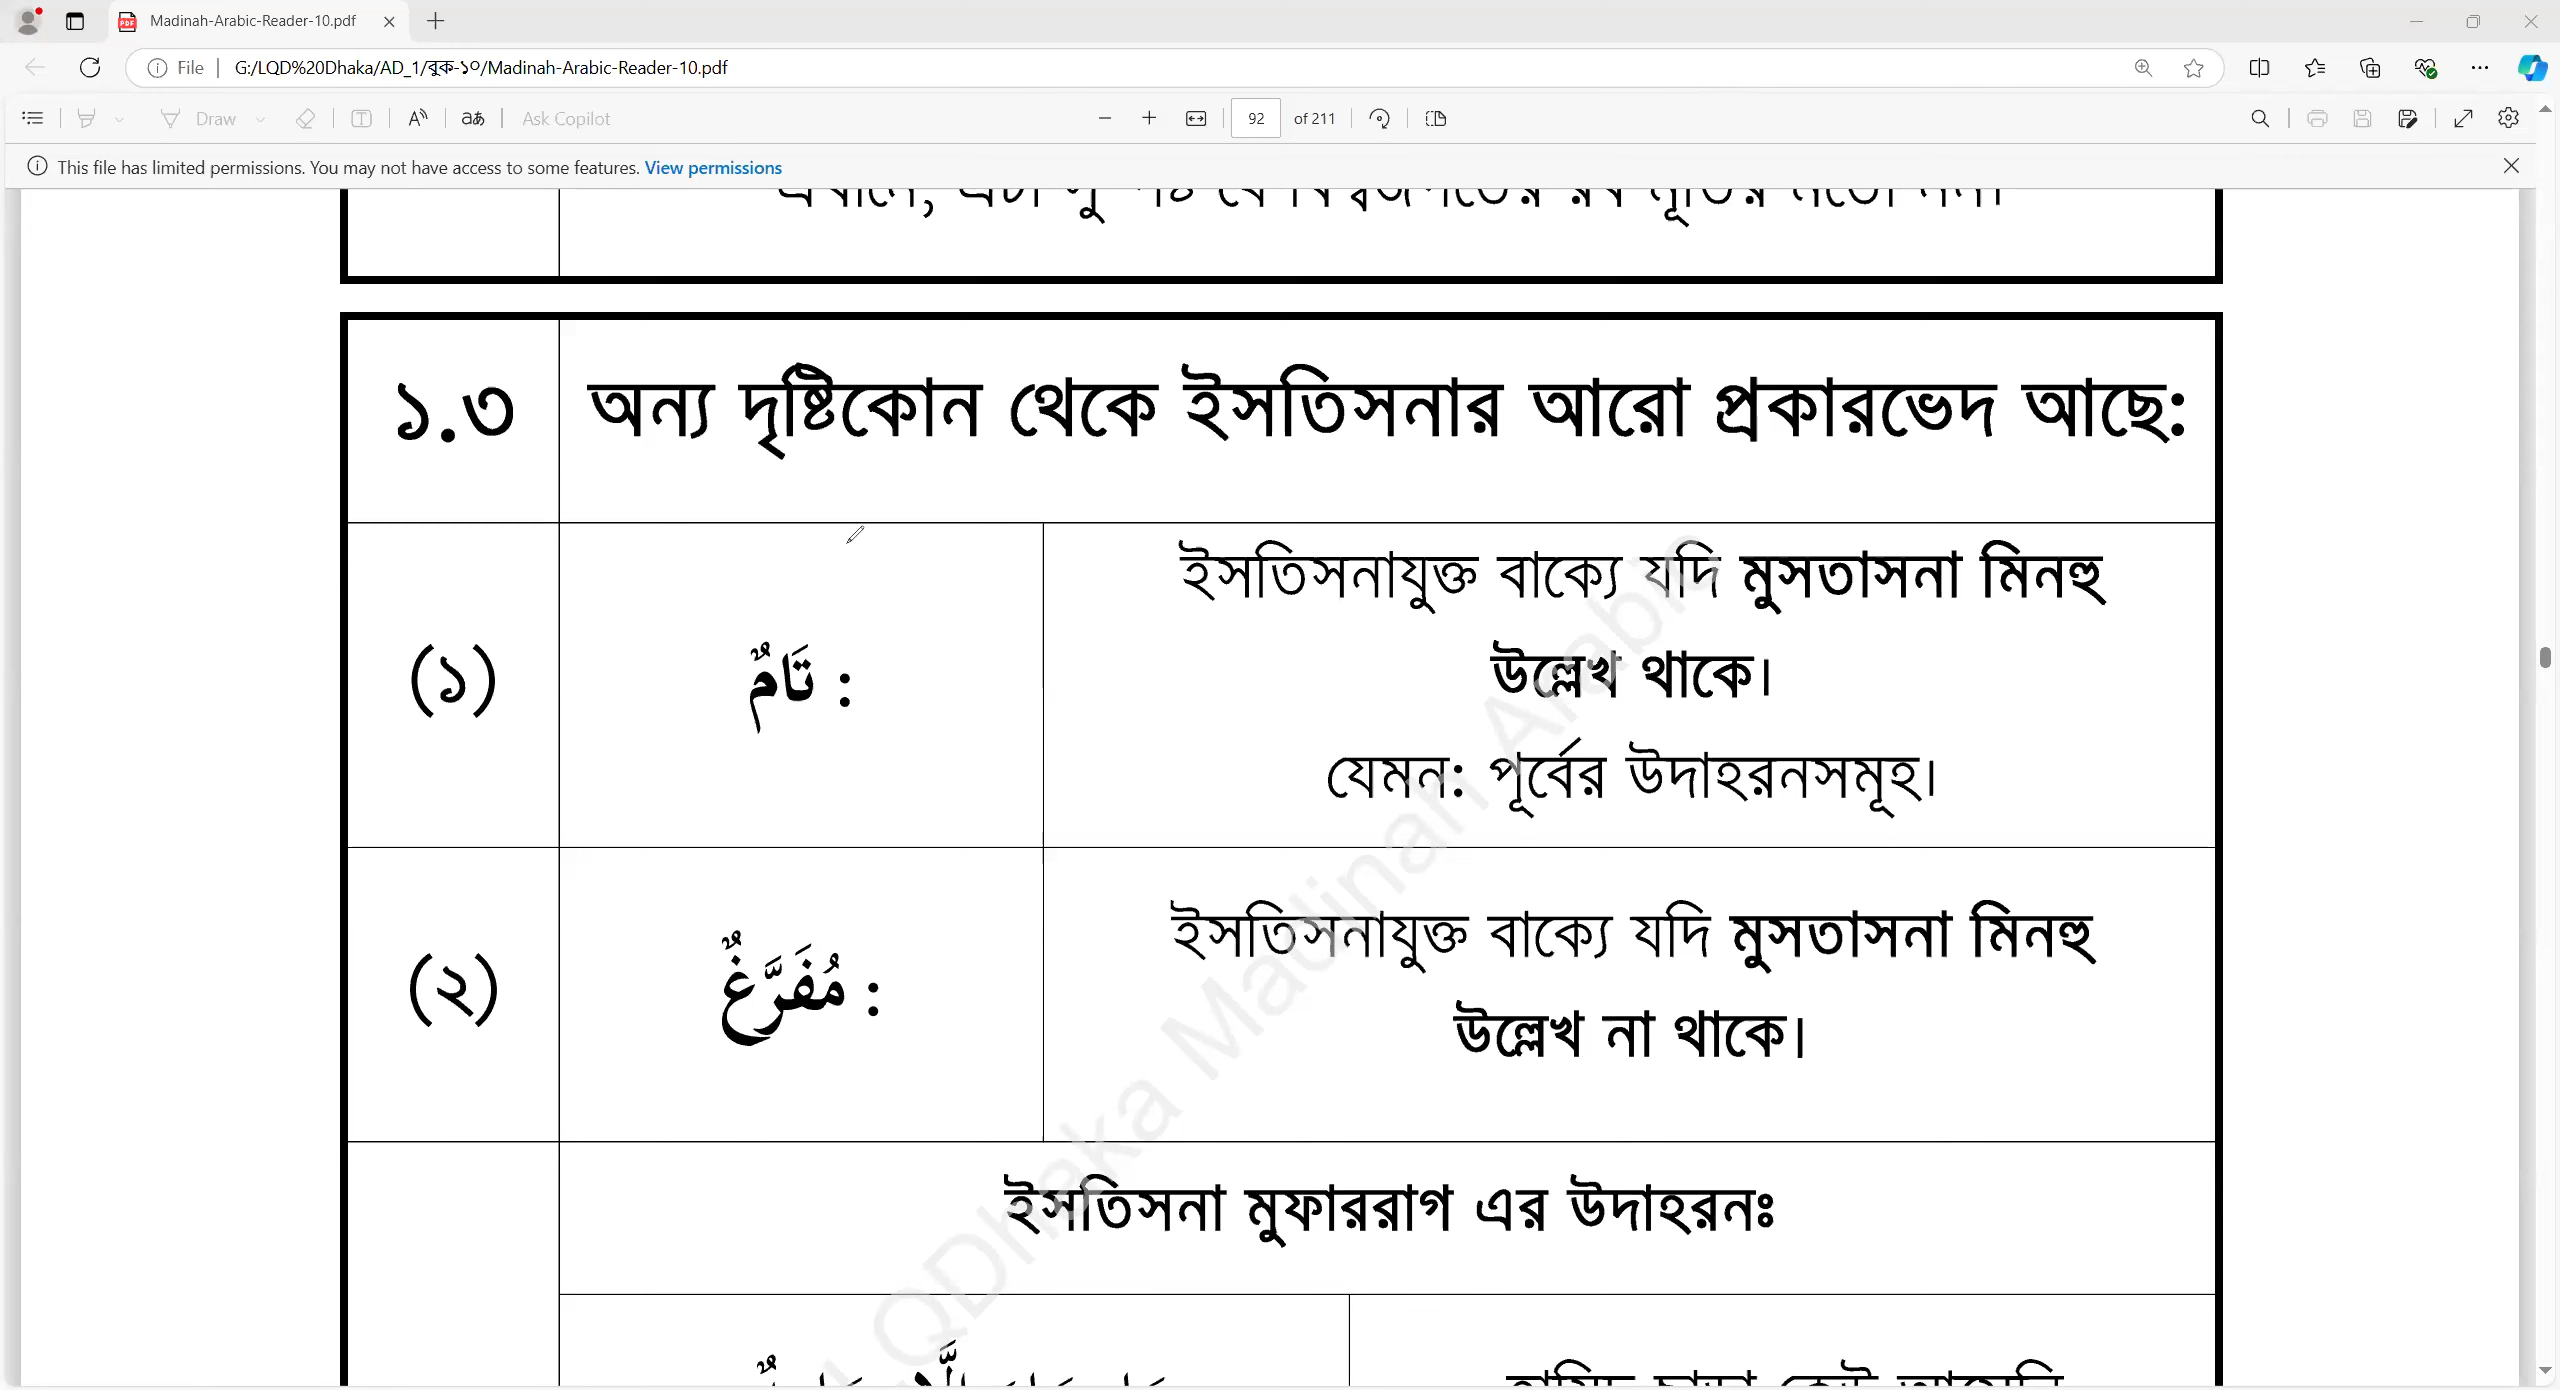 Madinah-Arabic-Reader-10.pdf
File G:/LQD%20Dhaka/AD_1/বুক-১০/Madinah-Arabic-Reader-10.pdf
Draw Ask Copilot 92 of 211
This file has limited permissions. You may not have access to some features. View permissions
১.৩ অন্য দৃষ্টিকোন থেকে ইসতিসনার আরো প্রকারভেদ আছে:
(১) تَامٌ :
ইসতিসনাযুক্ত বাক্যে যদি মুসতাসনা মিনহু
উল্লেখ থাকে।
যেমন: পূর্বের উদাহরনসমূহ।
(২) مُفَرَّغٌ :
ইসতিসনাযুক্ত বাক্যে যদি মুসতাসনা মিনহু
উল্লেখ না থাকে।
ইসতিসনা মুফাররাগ এর উদাহরনঃ
LQDhaka Madinah Arabic